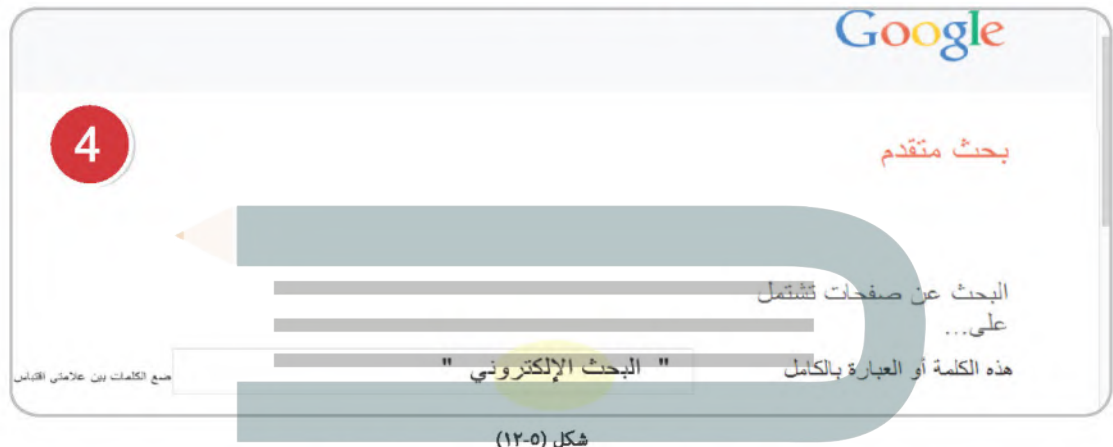 Google
4
بحث متقدم
البحث عن صفحات تشتمل
على...
هذه الكلمة أو العبارة بالكامل " البحث الإلكتروني " ضع الكلمات بين علامتي اقتباس
شكل (٥-١٢)